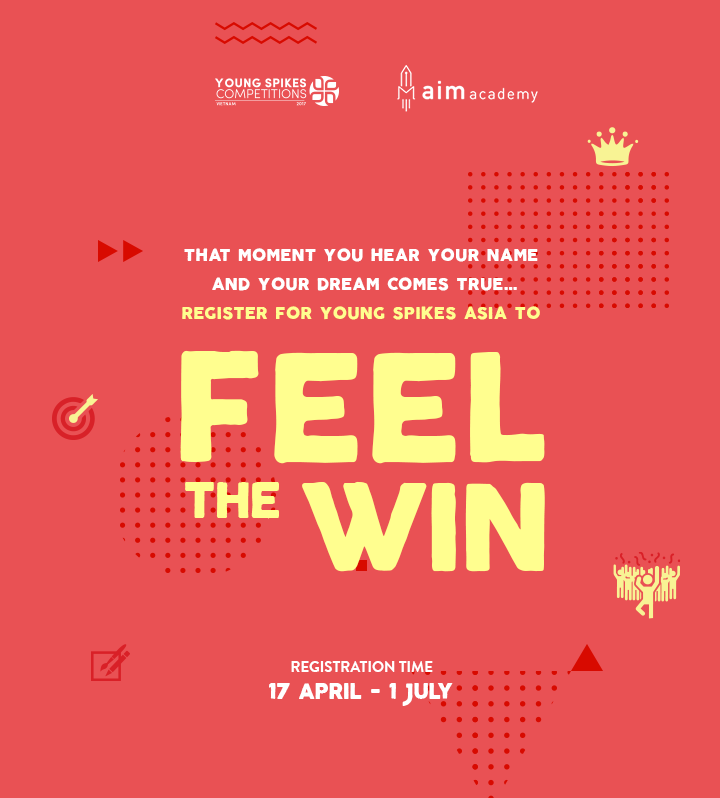 YOUNG SPIKES
COMPETITIONS
VIETNAM 2017
aim academy
THAT MOMENT YOU HEAR YOUR NAME
AND YOUR DREAM COMES TRUE...
REGISTER FOR YOUNG SPIKES ASIA TO
FEEL
THE WIN
REGISTRATION TIME
17 APRIL - 1 JULY